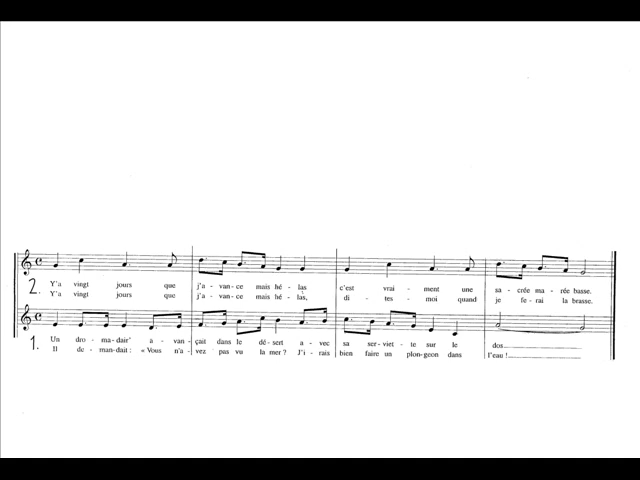 2. Y'a vingt jours que j'a - van - ce mais hé - las c'est vrai - ment une sa - crée ma - rée basse.
Y'a vingt jours que j'a - van - ce mais hé - las, di - tes - moi quand je fe - rai la brasse.
1. Un dro - ma - dair' a - van - çait dans le dé - sert a - vec sa ser - viet - te sur le dos
Il de - man - dait : « Vous n'a - vez pas vu la mer ? J'i - rais bien faire un plon - geon dans l'eau !